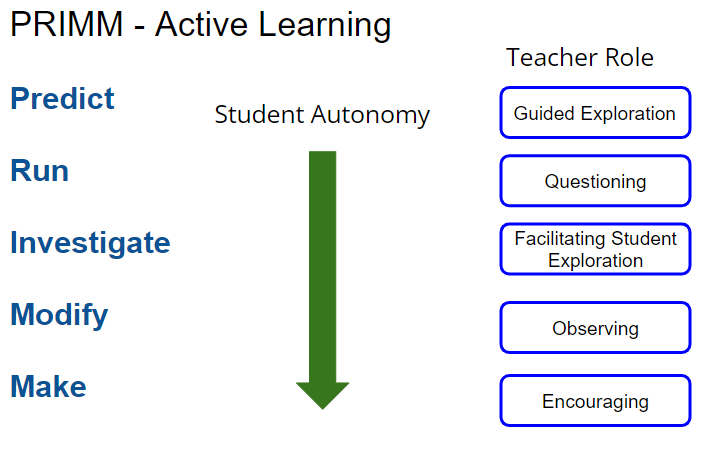 PRIMM - Active Learning
Teacher Role
Predict
Student Autonomy
Guided Exploration
Run
Questioning
Investigate
Facilitating Student
Exploration
Modify
Observing
Make
Encouraging